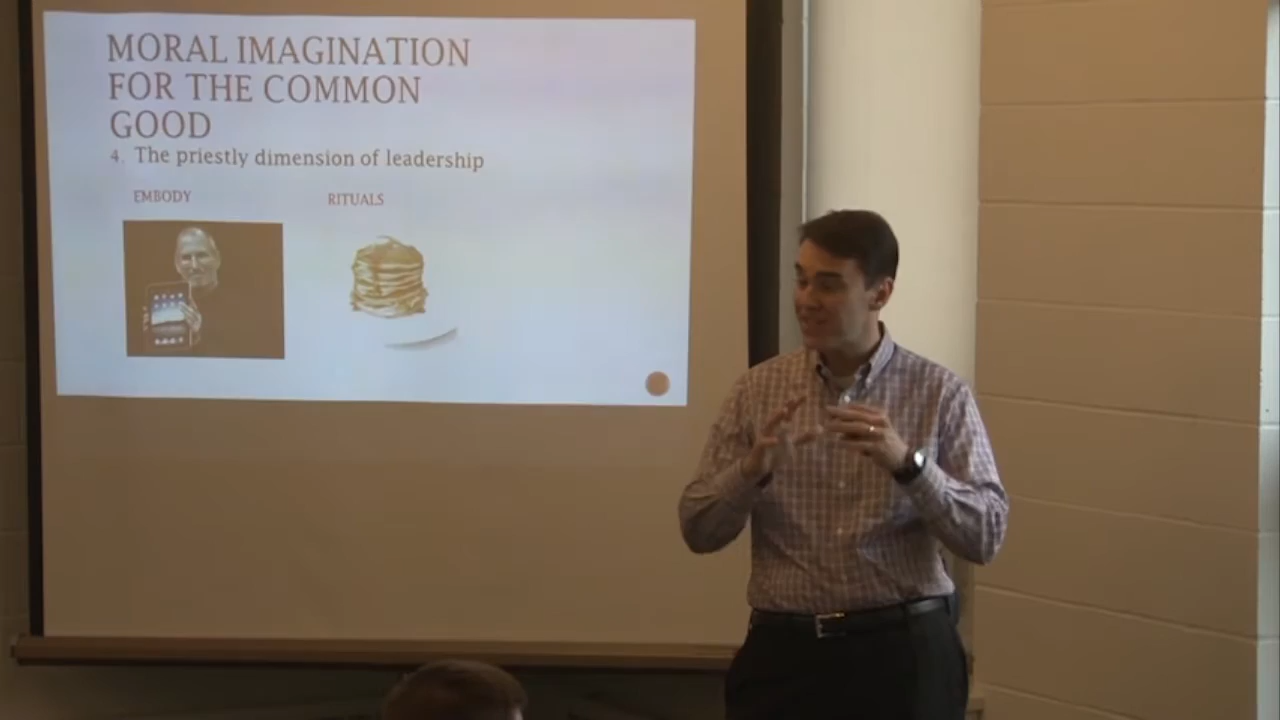 MORAL IMAGINATION
FOR THE COMMON
GOOD
4. The priestly dimension of leadership
EMBODY
RITUALS